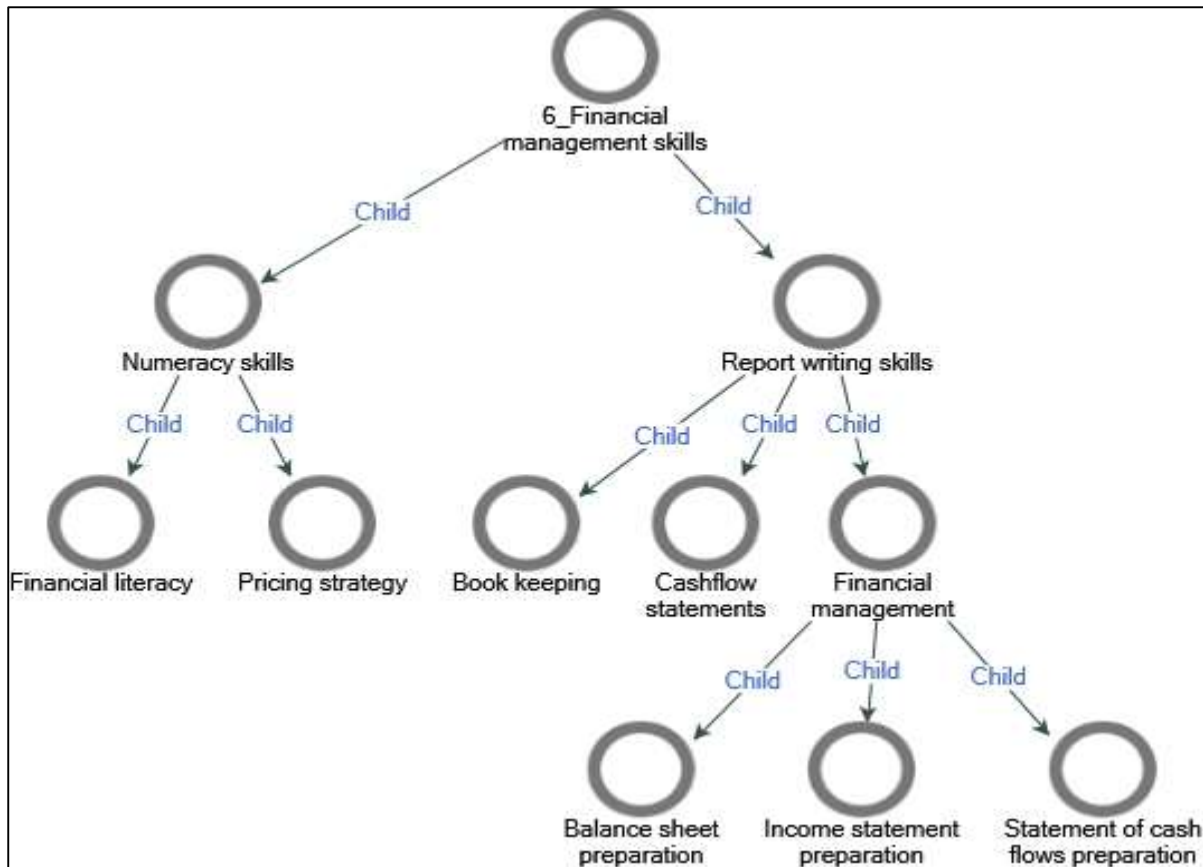 6_Financial
management skills
Child
Child
Numeracy skills
Report writing skills
Child
Child
Child
Child
Child
Financial literacy
Pricing strategy
Book keeping
Cashflow
statements
Financial
management
Child
Child
Child
Balance sheet
preparation
Income statement
preparation
Statement of cash
flows preparation